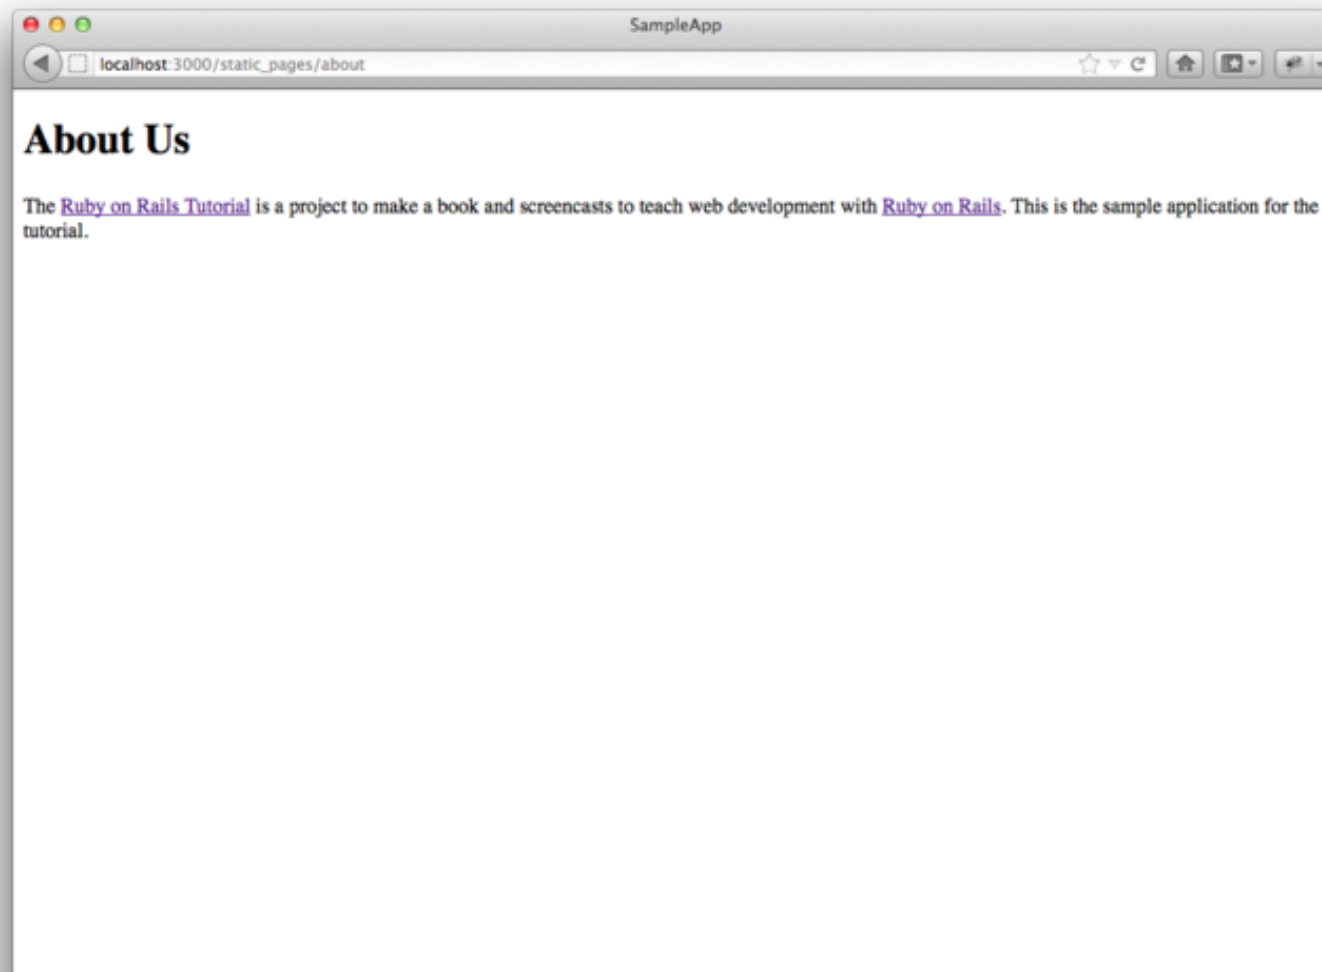 SampleApp
localhost:3000/static_pages/about
About Us
The Ruby on Rails Tutorial is a project to make a book and screencasts to teach web development with Ruby on Rails. This is the sample application for the
tutorial.